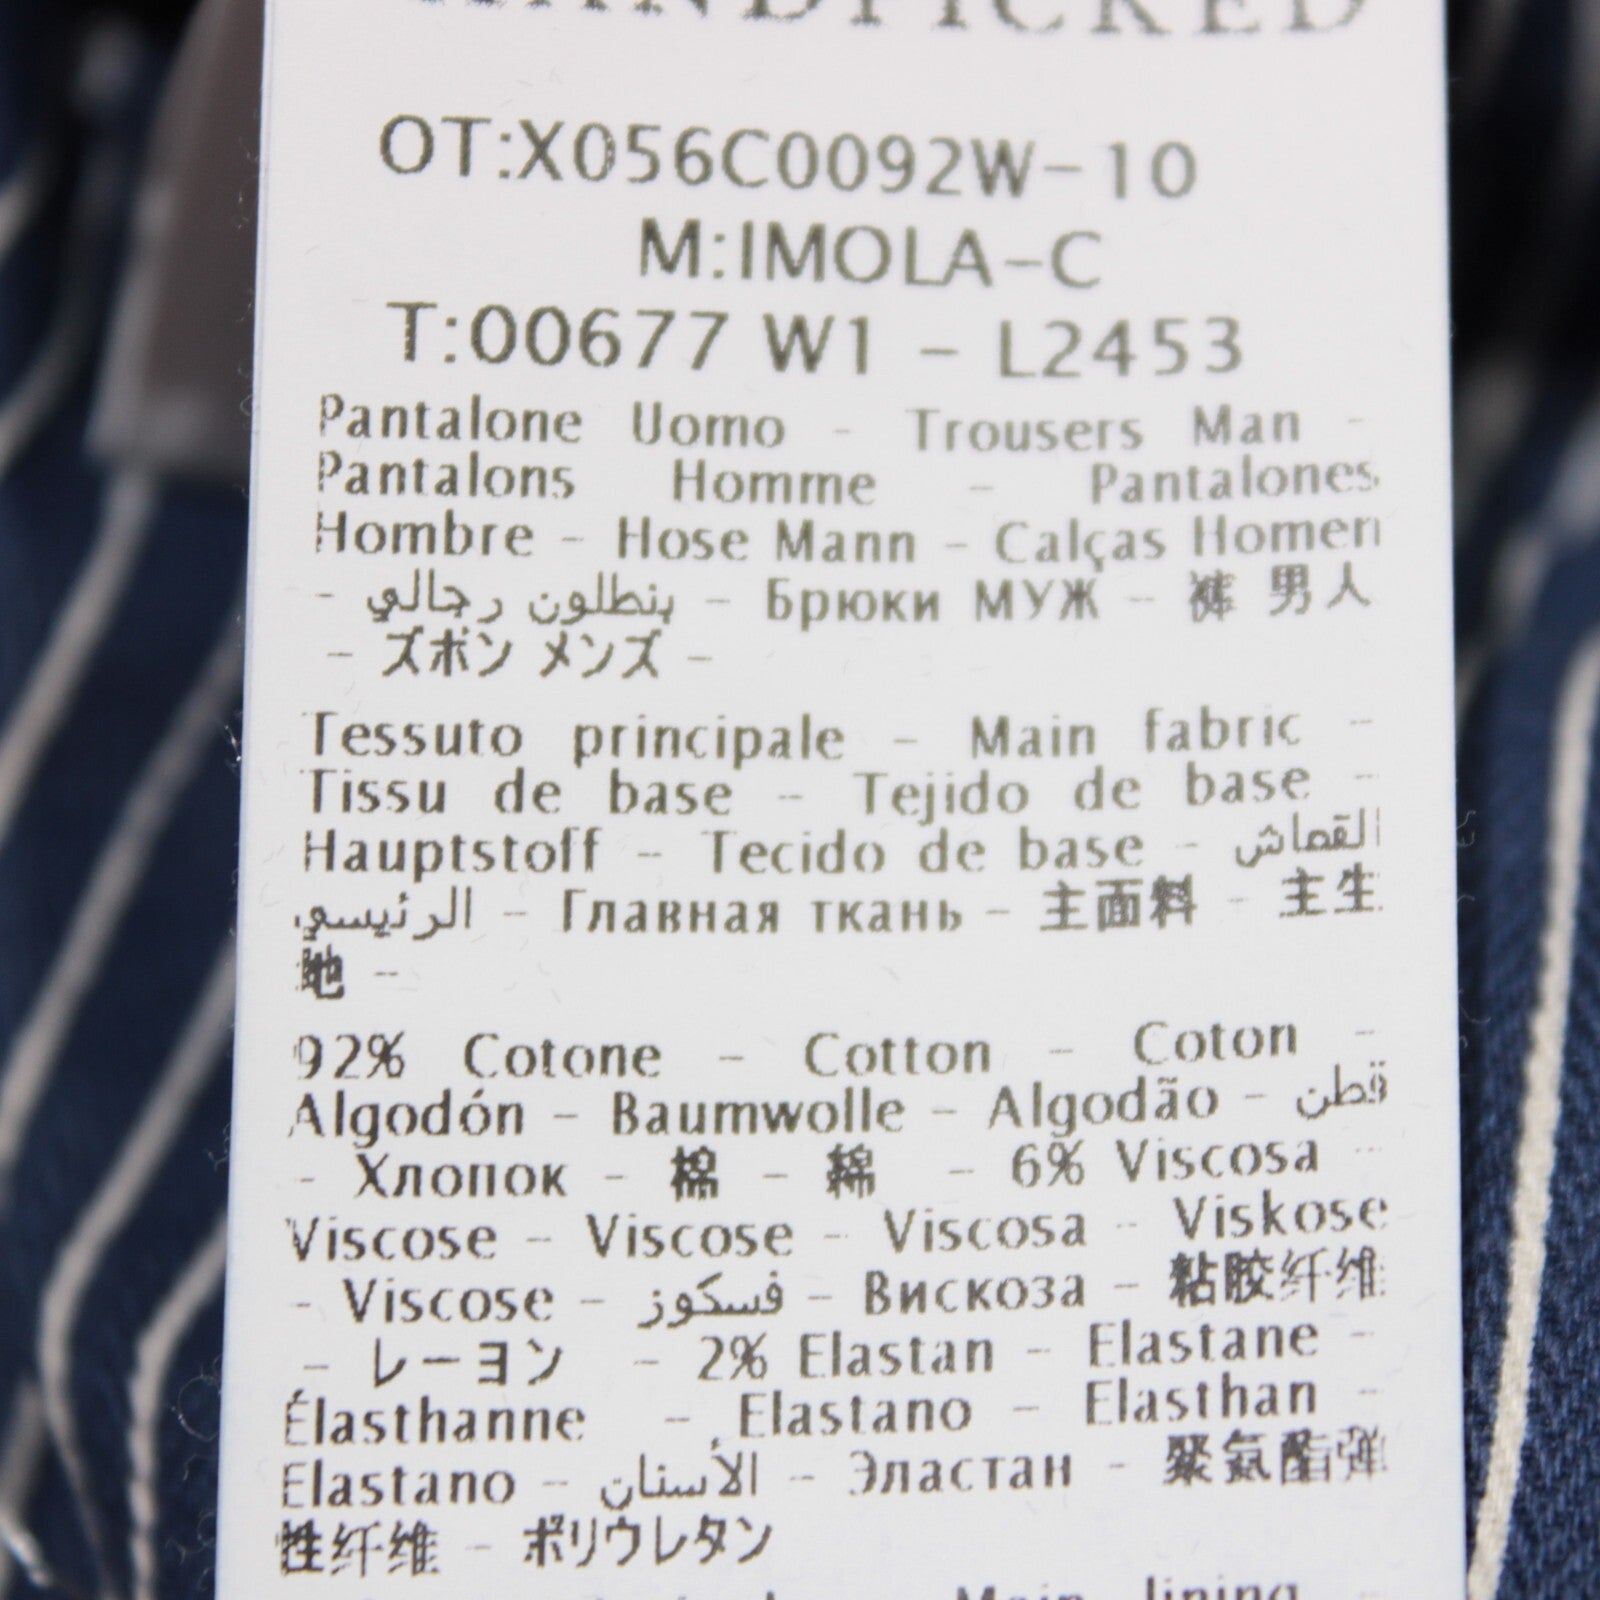 HANDPICKED
OT:X056C0092W-10
M:IMOLA-C
T:00677 W1 - L2453
Pantalone Uomo - Trousers Man -
Pantalons Homme - Pantalones
Hombre - Hose Mann - Calças Homen
- بنطلون رجالي - Брюки МУЖ - 裤 男人
- ズボン メンズ -
Tessuto principale - Main fabric -
Tissu de base - Tejido de base -
Hauptstoff - Tecido de base - القماش
الرئيسي - Главная ткань - 主面料 - 主生
地 -
92% Cotone - Cotton - Coton -
Algodón - Baumwolle - Algodão - قطن
- Хлопок - 棉 - 綿 - 6% Viscosa -
Viscose - Viscose - Viscosa - Viskose
- Viscose - فسكوز - Вискоза - 粘胶纤维
- レーヨン - 2% Elastan - Elastane -
Élasthanne - Elastano - Elasthan -
Elastano - الأسنان - Эластан - 聚氨酯弹
性纤维 - ポリウレタン
Main lining